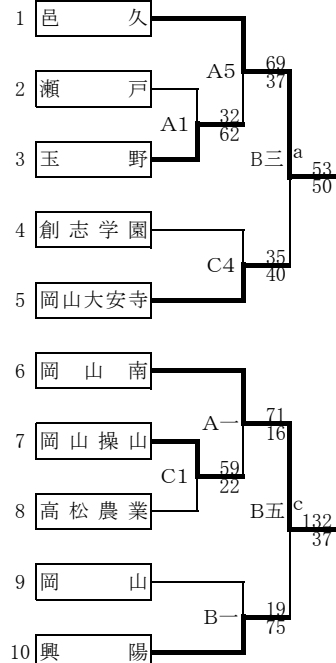 1 邑久
A5 69
37
2 瀬戸
A1 32
62
B三 a 53
50
3 玉野
4 創志学園
C4 35
40
5 岡山大安寺
6 岡山南
A一 71
16
7 岡山操山
C1 59
22
B五 c 132
37
8 高松農業
9 岡山
B一 19
75
10 興陽